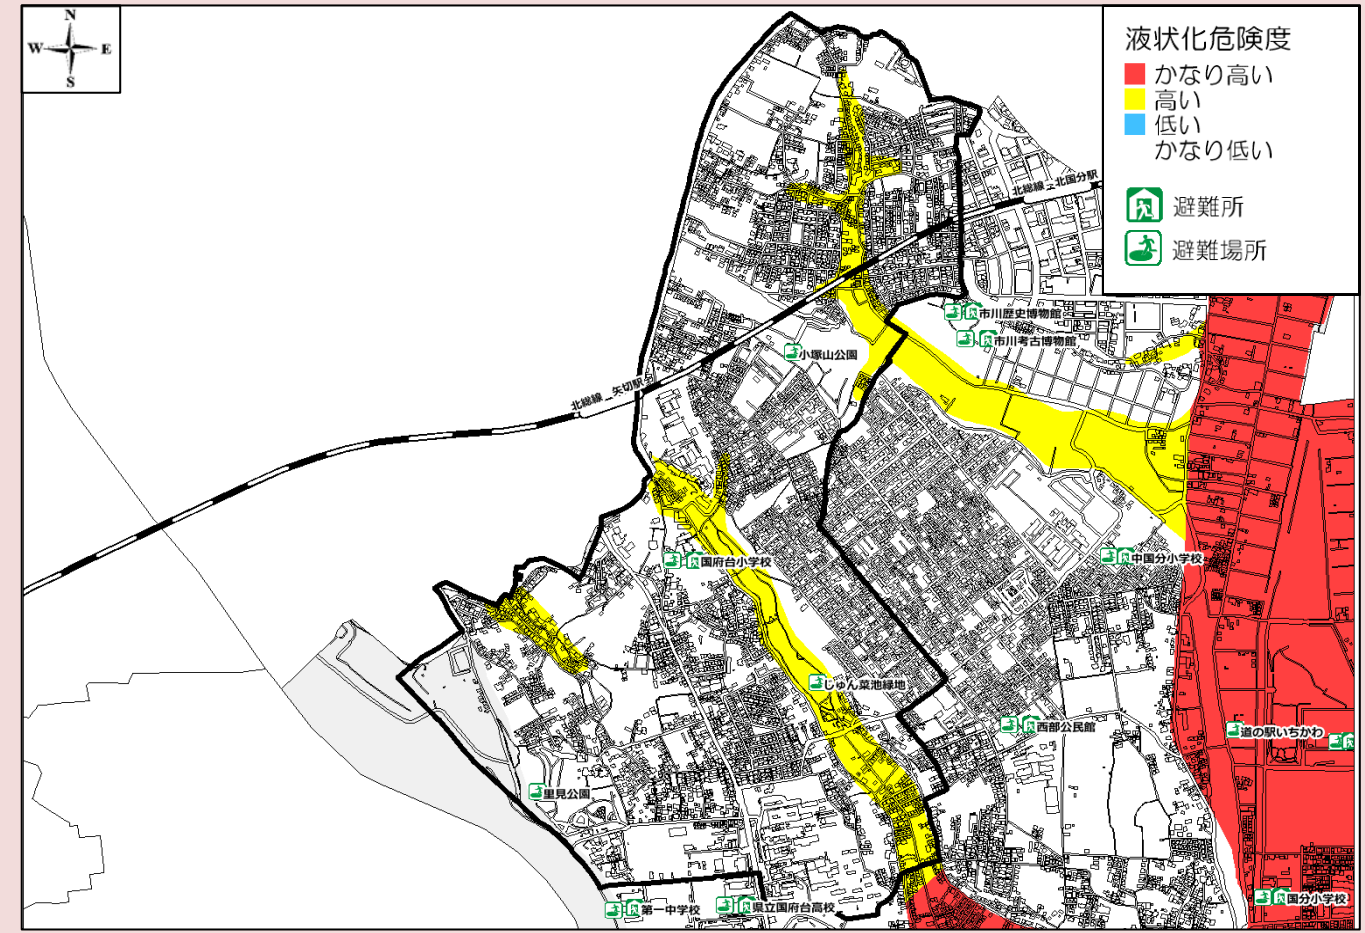 N
W E
S
液状化危険度
かなり高い
高い
低い
かなり低い
避難所
避難場所
北総線_北国分駅
市川歴史博物館
市川考古博物館
小塚山公園
北総線_矢切駅
国府台小学校
中国分小学校
じゅん菜池緑地
西部公民館
道の駅いちかわ
里見公園
第一中学校
県立国府台高校
国分小学校